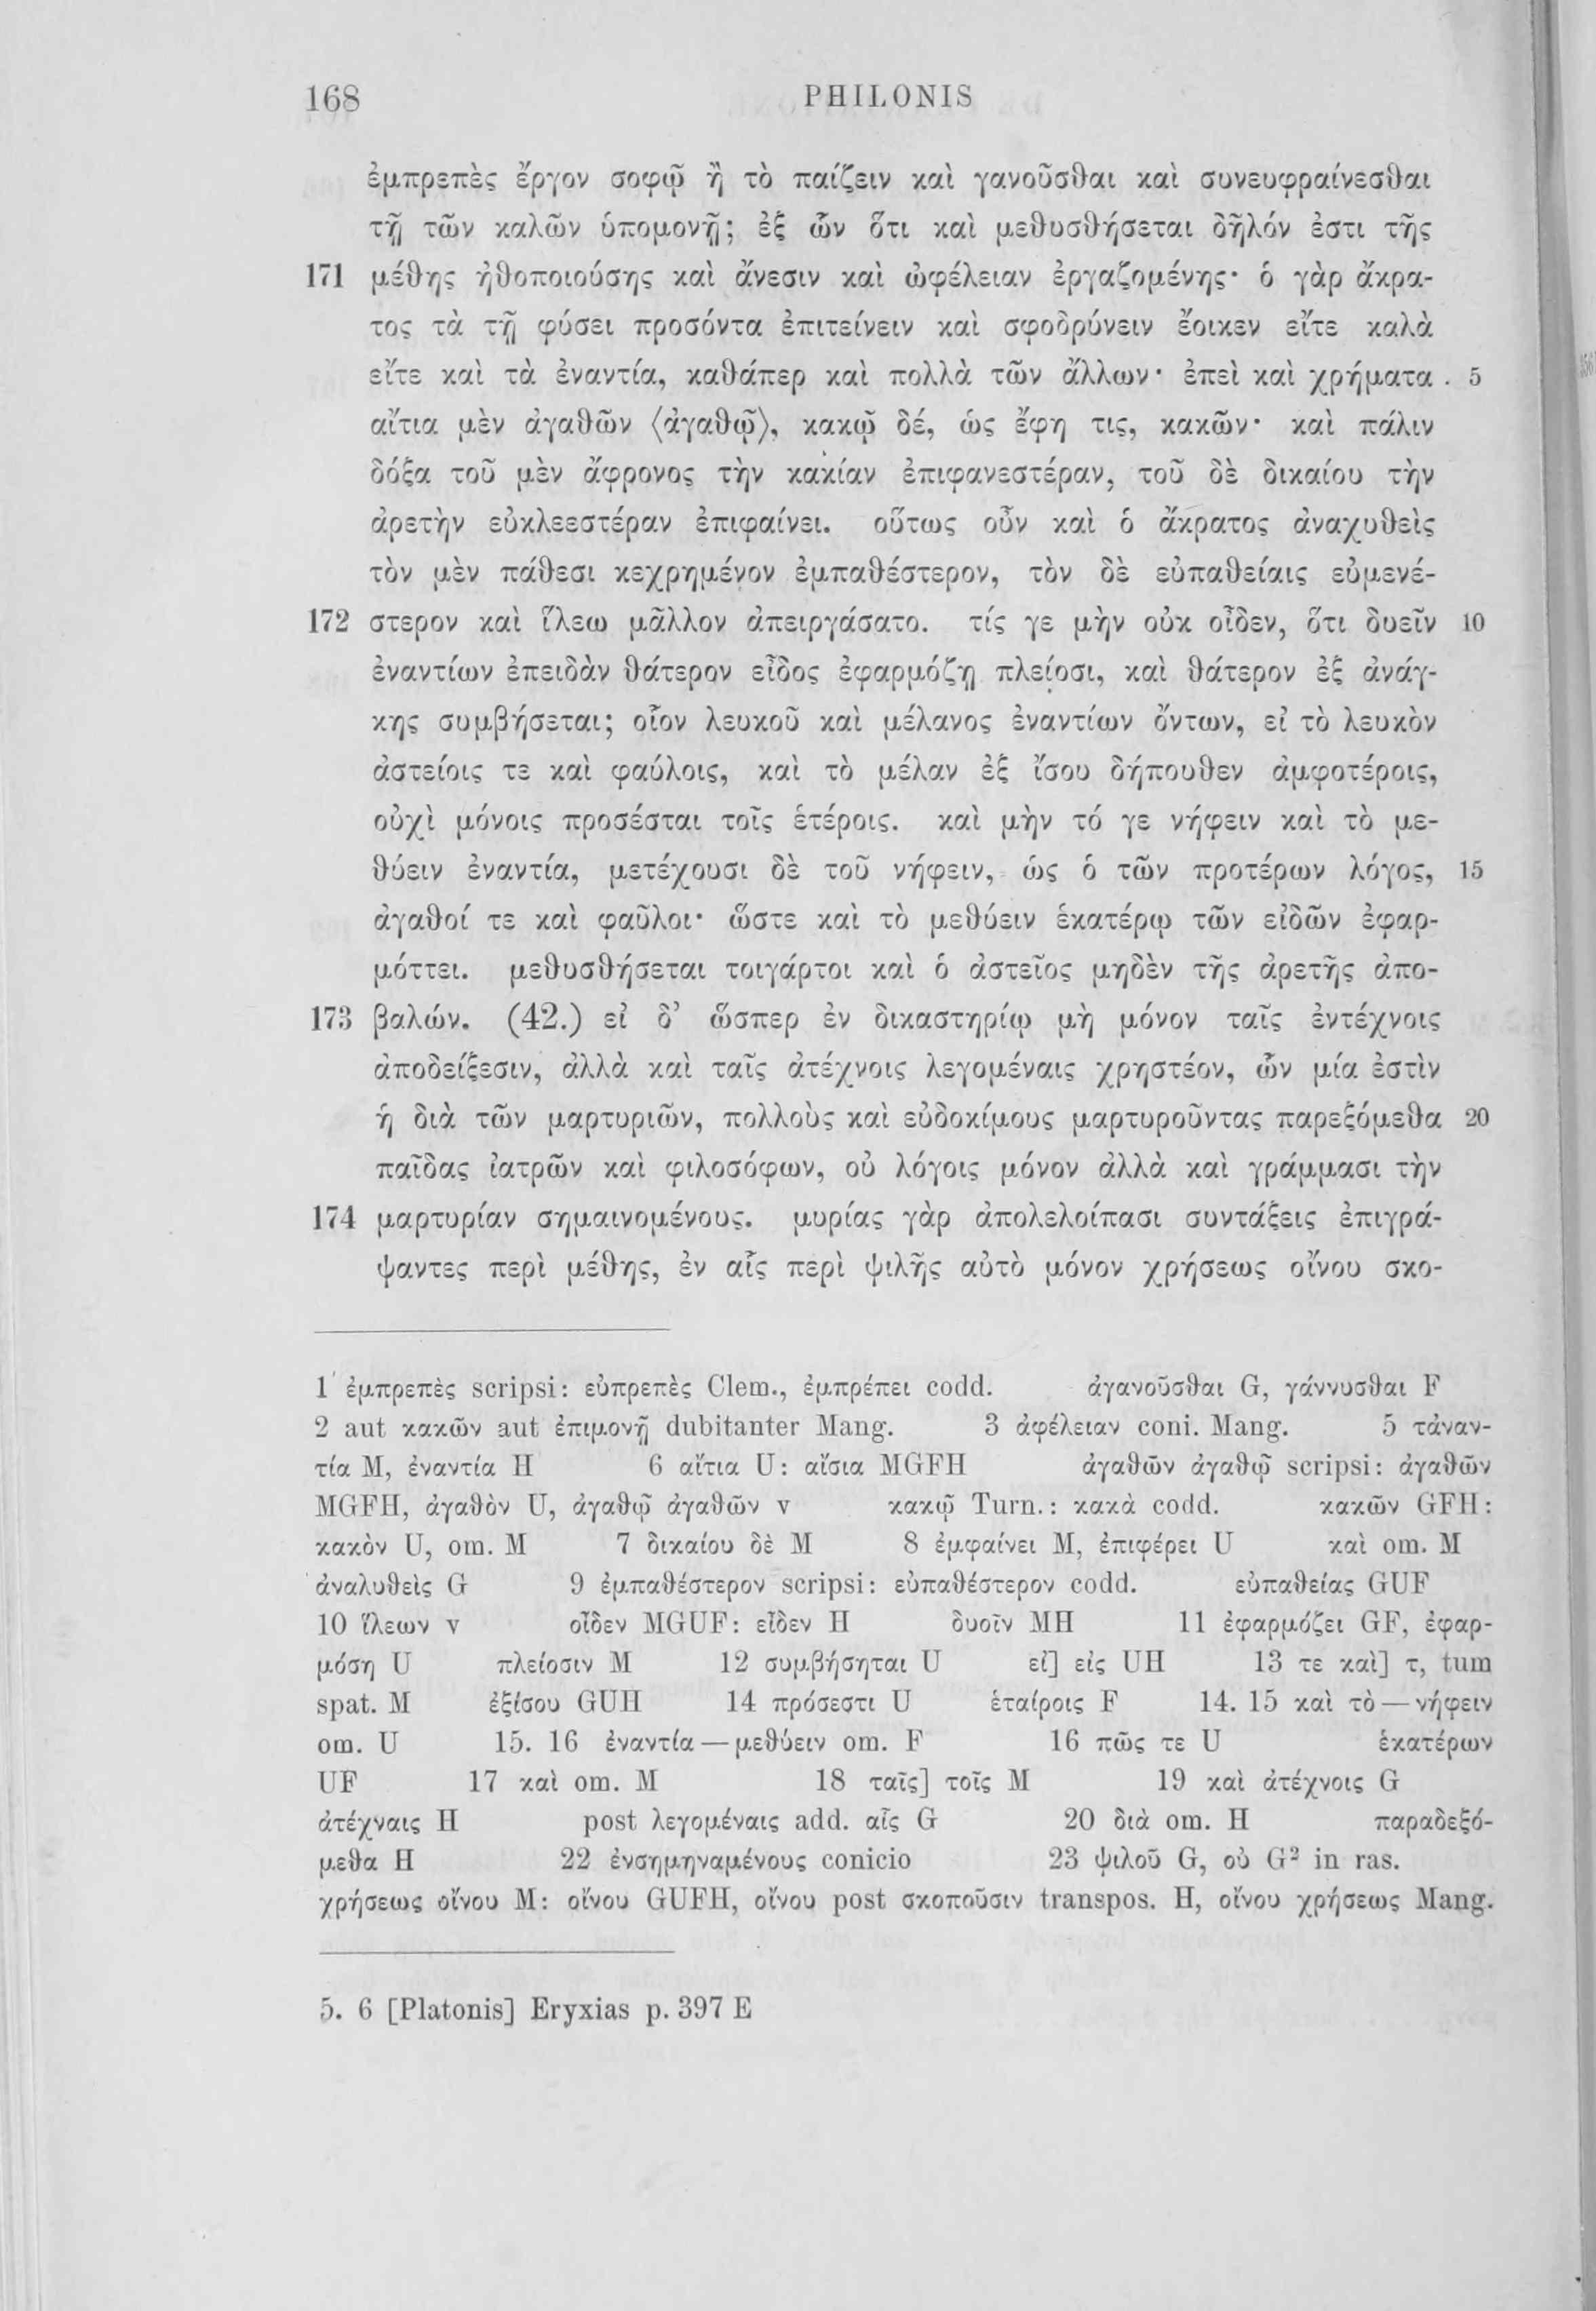 168 PHILONIS
ἐμπρεπὲς ἔργον σοφῷ ἢ τὸ παίζειν καὶ γανοῦσθαι καὶ συνευφραίνεσθαι
τῇ τῶν καλῶν ὑπομονῇ; ἐξ ὧν ὅτι καὶ μεθυσθήσεται δῆλόν ἐστι τῆς
171 μέθης ἠθοποιούσης καὶ ἄνεσιν καὶ ὠφέλειαν ἐργαζομένης· ὁ γὰρ ἄκρα-
τος τὰ τῇ φύσει προσόντα ἐπιτείνειν καὶ σφοδρύνειν ἔοικεν εἴτε καλὰ
εἴτε καὶ τὰ ἐναντία, καθάπερ καὶ πολλὰ τῶν ἄλλων· ἐπεὶ καὶ χρήματα 5
αἴτια μὲν ἀγαθῶν ⟨ἀγαθῷ⟩, κακῷ δέ, ὡς ἔφη τις, κακῶν· καὶ πάλιν
δόξα τοῦ μὲν ἄφρονος τὴν κακίαν ἐπιφανεστέραν, τοῦ δὲ δικαίου τὴν
ἀρετὴν εὐκλεεστέραν ἐπιφαίνει. οὕτως οὖν καὶ ὁ ἄκρατος ἀναχυθεὶς
τὸν μὲν πάθεσι κεχρημένον ἐμπαθέστερον, τὸν δὲ εὐπαθείαις εὐμενέ-
172 στερον καὶ ἵλεω μᾶλλον ἀπειργάσατο. τίς γε μὴν οὐκ οἶδεν, ὅτι δυεῖν 10
ἐναντίων ἐπειδὰν θάτερον εἶδος ἐφαρμόζῃ πλείοσι, καὶ θάτερον ἐξ ἀνάγ-
κης συμβήσεται; οἷον λευκοῦ καὶ μέλανος ἐναντίων ὄντων, εἰ τὸ λευκὸν
ἀστείοις τε καὶ φαύλοις, καὶ τὸ μέλαν ἐξ ἴσου δήπουθεν ἀμφοτέροις,
οὐχὶ μόνοις προσέσται τοῖς ἑτέροις. καὶ μὴν τό γε νήφειν καὶ τὸ με-
θύειν ἐναντία, μετέχουσι δὲ τοῦ νήφειν, ὡς ὁ τῶν προτέρων λόγος, 15
ἀγαθοί τε καὶ φαῦλοι· ὥστε καὶ τὸ μεθύειν ἑκατέρῳ τῶν εἰδῶν ἐφαρ-
μόττει. μεθυσθήσεται τοιγάρτοι καὶ ὁ ἀστεῖος μηδὲν τῆς ἀρετῆς ἀπο-
173 βαλών. (42.) εἰ δ’ ὥσπερ ἐν δικαστηρίῳ μὴ μόνον ταῖς ἐντέχνοις
ἀποδείξεσιν, ἀλλὰ καὶ ταῖς ἀτέχνοις λεγομέναις χρηστέον, ὧν μία ἐστὶν
ἡ διὰ τῶν μαρτυριῶν, πολλοὺς καὶ εὐδοκίμους μαρτυροῦντας παρεξόμεθα 20
παῖδας ἰατρῶν καὶ φιλοσόφων, οὐ λόγοις μόνον ἀλλὰ καὶ γράμμασι τὴν
174 μαρτυρίαν σημαινομένους. μυρίας γὰρ ἀπολελοίπασι συντάξεις ἐπιγρά-
ψαντες περὶ μέθης, ἐν αἷς περὶ ψιλῆς αὐτὸ μόνον χρήσεως οἴνου σκο-
1 ἐμπρεπὲς scripsi: εὐπρεπὲς Clem., ἐμπρέπει codd. ἀγανοῦσθαι G, γάννυσθαι F
2 aut κακῶν aut ἐπιμονῇ dubitanter Mang. 3 ἀφέλειαν coni. Mang. 5 τἀναν-
τία M, ἐναντία H 6 αἴτια U: αἴσια MGFH ἀγαθῶν ἀγαθῷ scripsi: ἀγαθῶν
MGFH, ἀγαθὸν U, ἀγαθῷ ἀγαθῶν v κακῷ Turn.: κακὰ codd. κακῶν GFH:
κακὸν U, om. M 7 δικαίου δὲ M 8 ἐμφαίνει M, ἐπιφέρει U καὶ om. M
ἀναλυθεὶς G 9 ἐμπαθέστερον scripsi: εὐπαθέστερον codd. εὐπαθείας GUF
10 ἵλεων v οἶδεν MGUF: εἶδεν H δυοῖν MH 11 ἐφαρμόζει GF, ἐφαρ-
μόσῃ U πλείοσιν M 12 συμβήσηται U εἰ] εἰς UH 13 τε καὶ] τ, tum
spat. M ἐξίσου GUH 14 πρόσεστι U ἑταίροις F 14. 15 καὶ τὸ — νήφειν
om. U 15. 16 ἐναντία — μεθύειν om. F 16 πῶς τε U ἑκατέρων
UF 17 καὶ om. M 18 ταῖς] τοῖς M 19 καὶ ἀτέχνοις G
ἀτέχναις H post λεγομέναις add. αἷς G 20 διὰ om. H παραδεξό-
μεθα H 22 ἐνσημηναμένους conicio 23 ψιλοῦ G, οὐ G² in ras.
χρήσεως οἴνου M: οἴνου GUFH, οἴνου post σκοποῦσιν transpos. H, οἴνου χρήσεως Mang.
5. 6 [Platonis] Eryxias p. 397 E